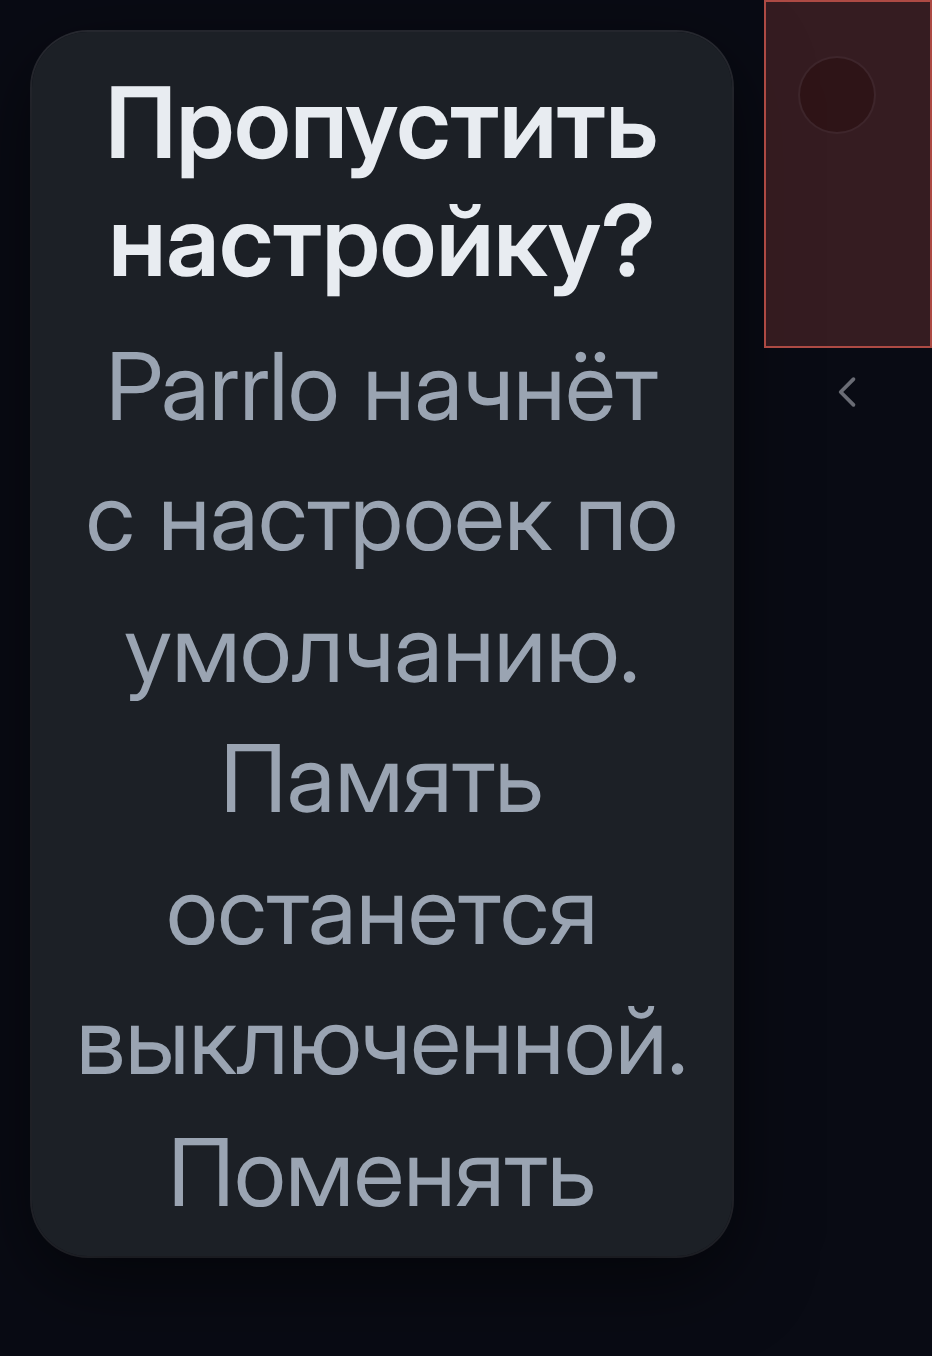 Пропустить
настройку?
Parrlo начнёт
с настроек по
умолчанию.
Память
останется
выключенной.
Поменять